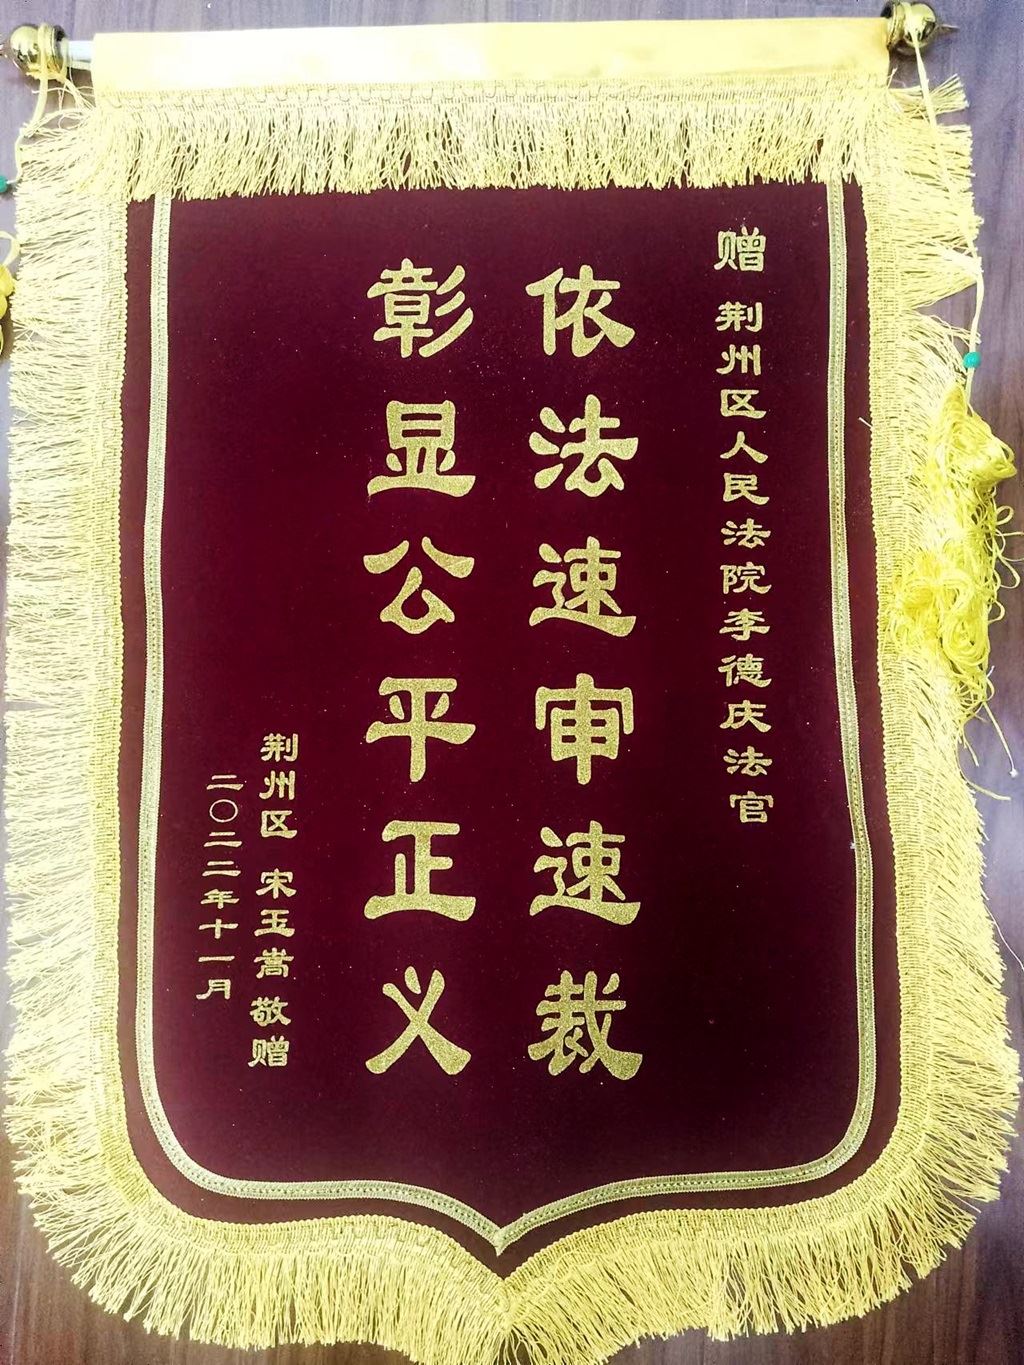 赠 荆州区人民法院李德庆法官
依法速审速裁
彰显公平正义
荆州区 宋玉嵩 敬赠
二〇二二年十一月